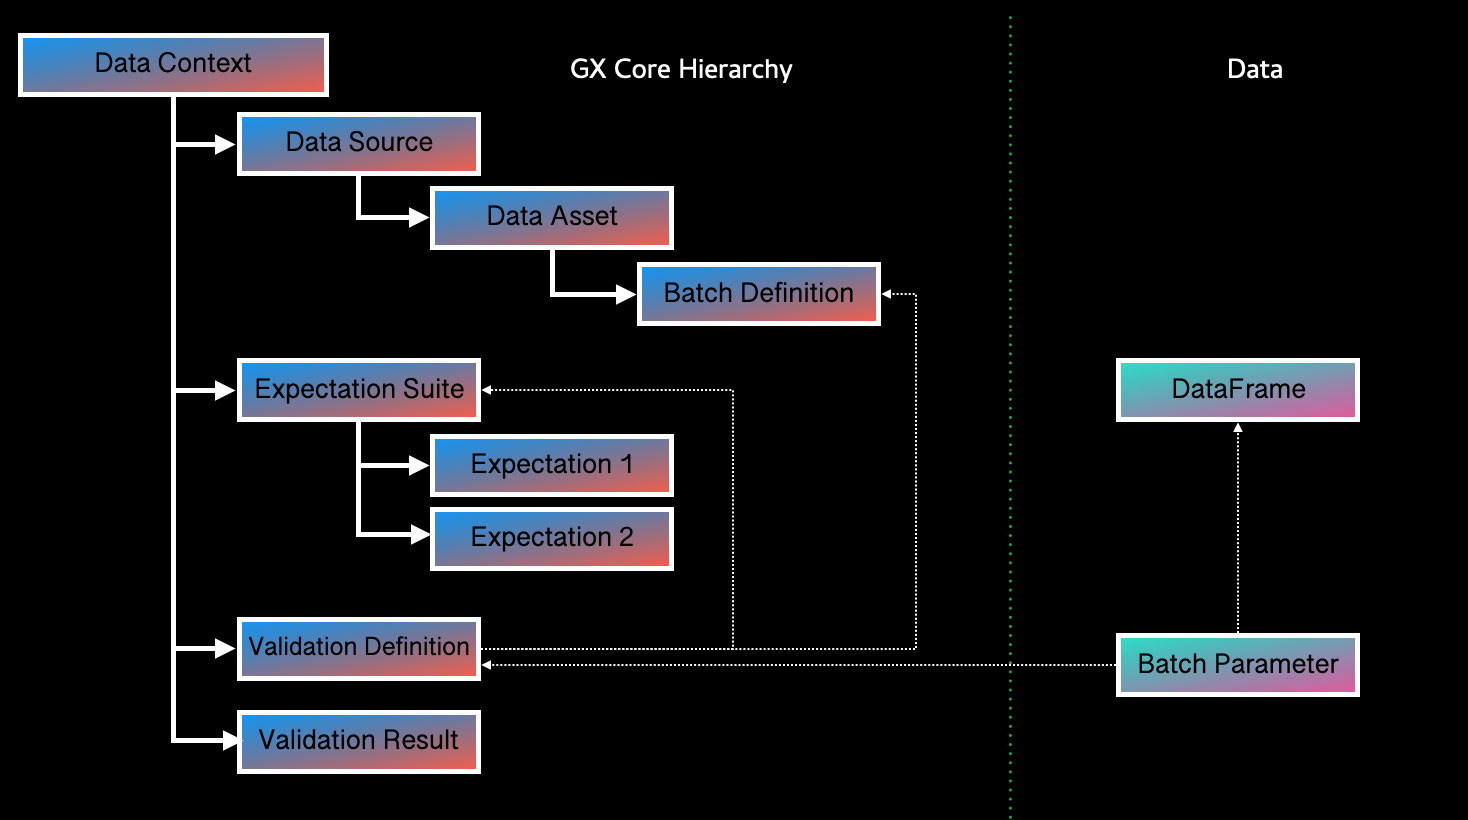 Data Context
GX Core Hierarchy
Data
Data Source
Data Asset
Batch Definition
Expectation Suite
DataFrame
Expectation 1
Expectation 2
Validation Definition
Batch Parameter
Validation Result